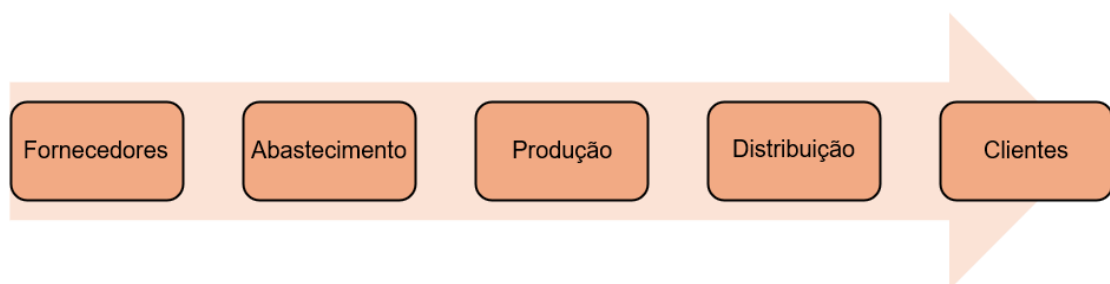 Fornecedores
Abastecimento
Produção
Distribuição
Clientes